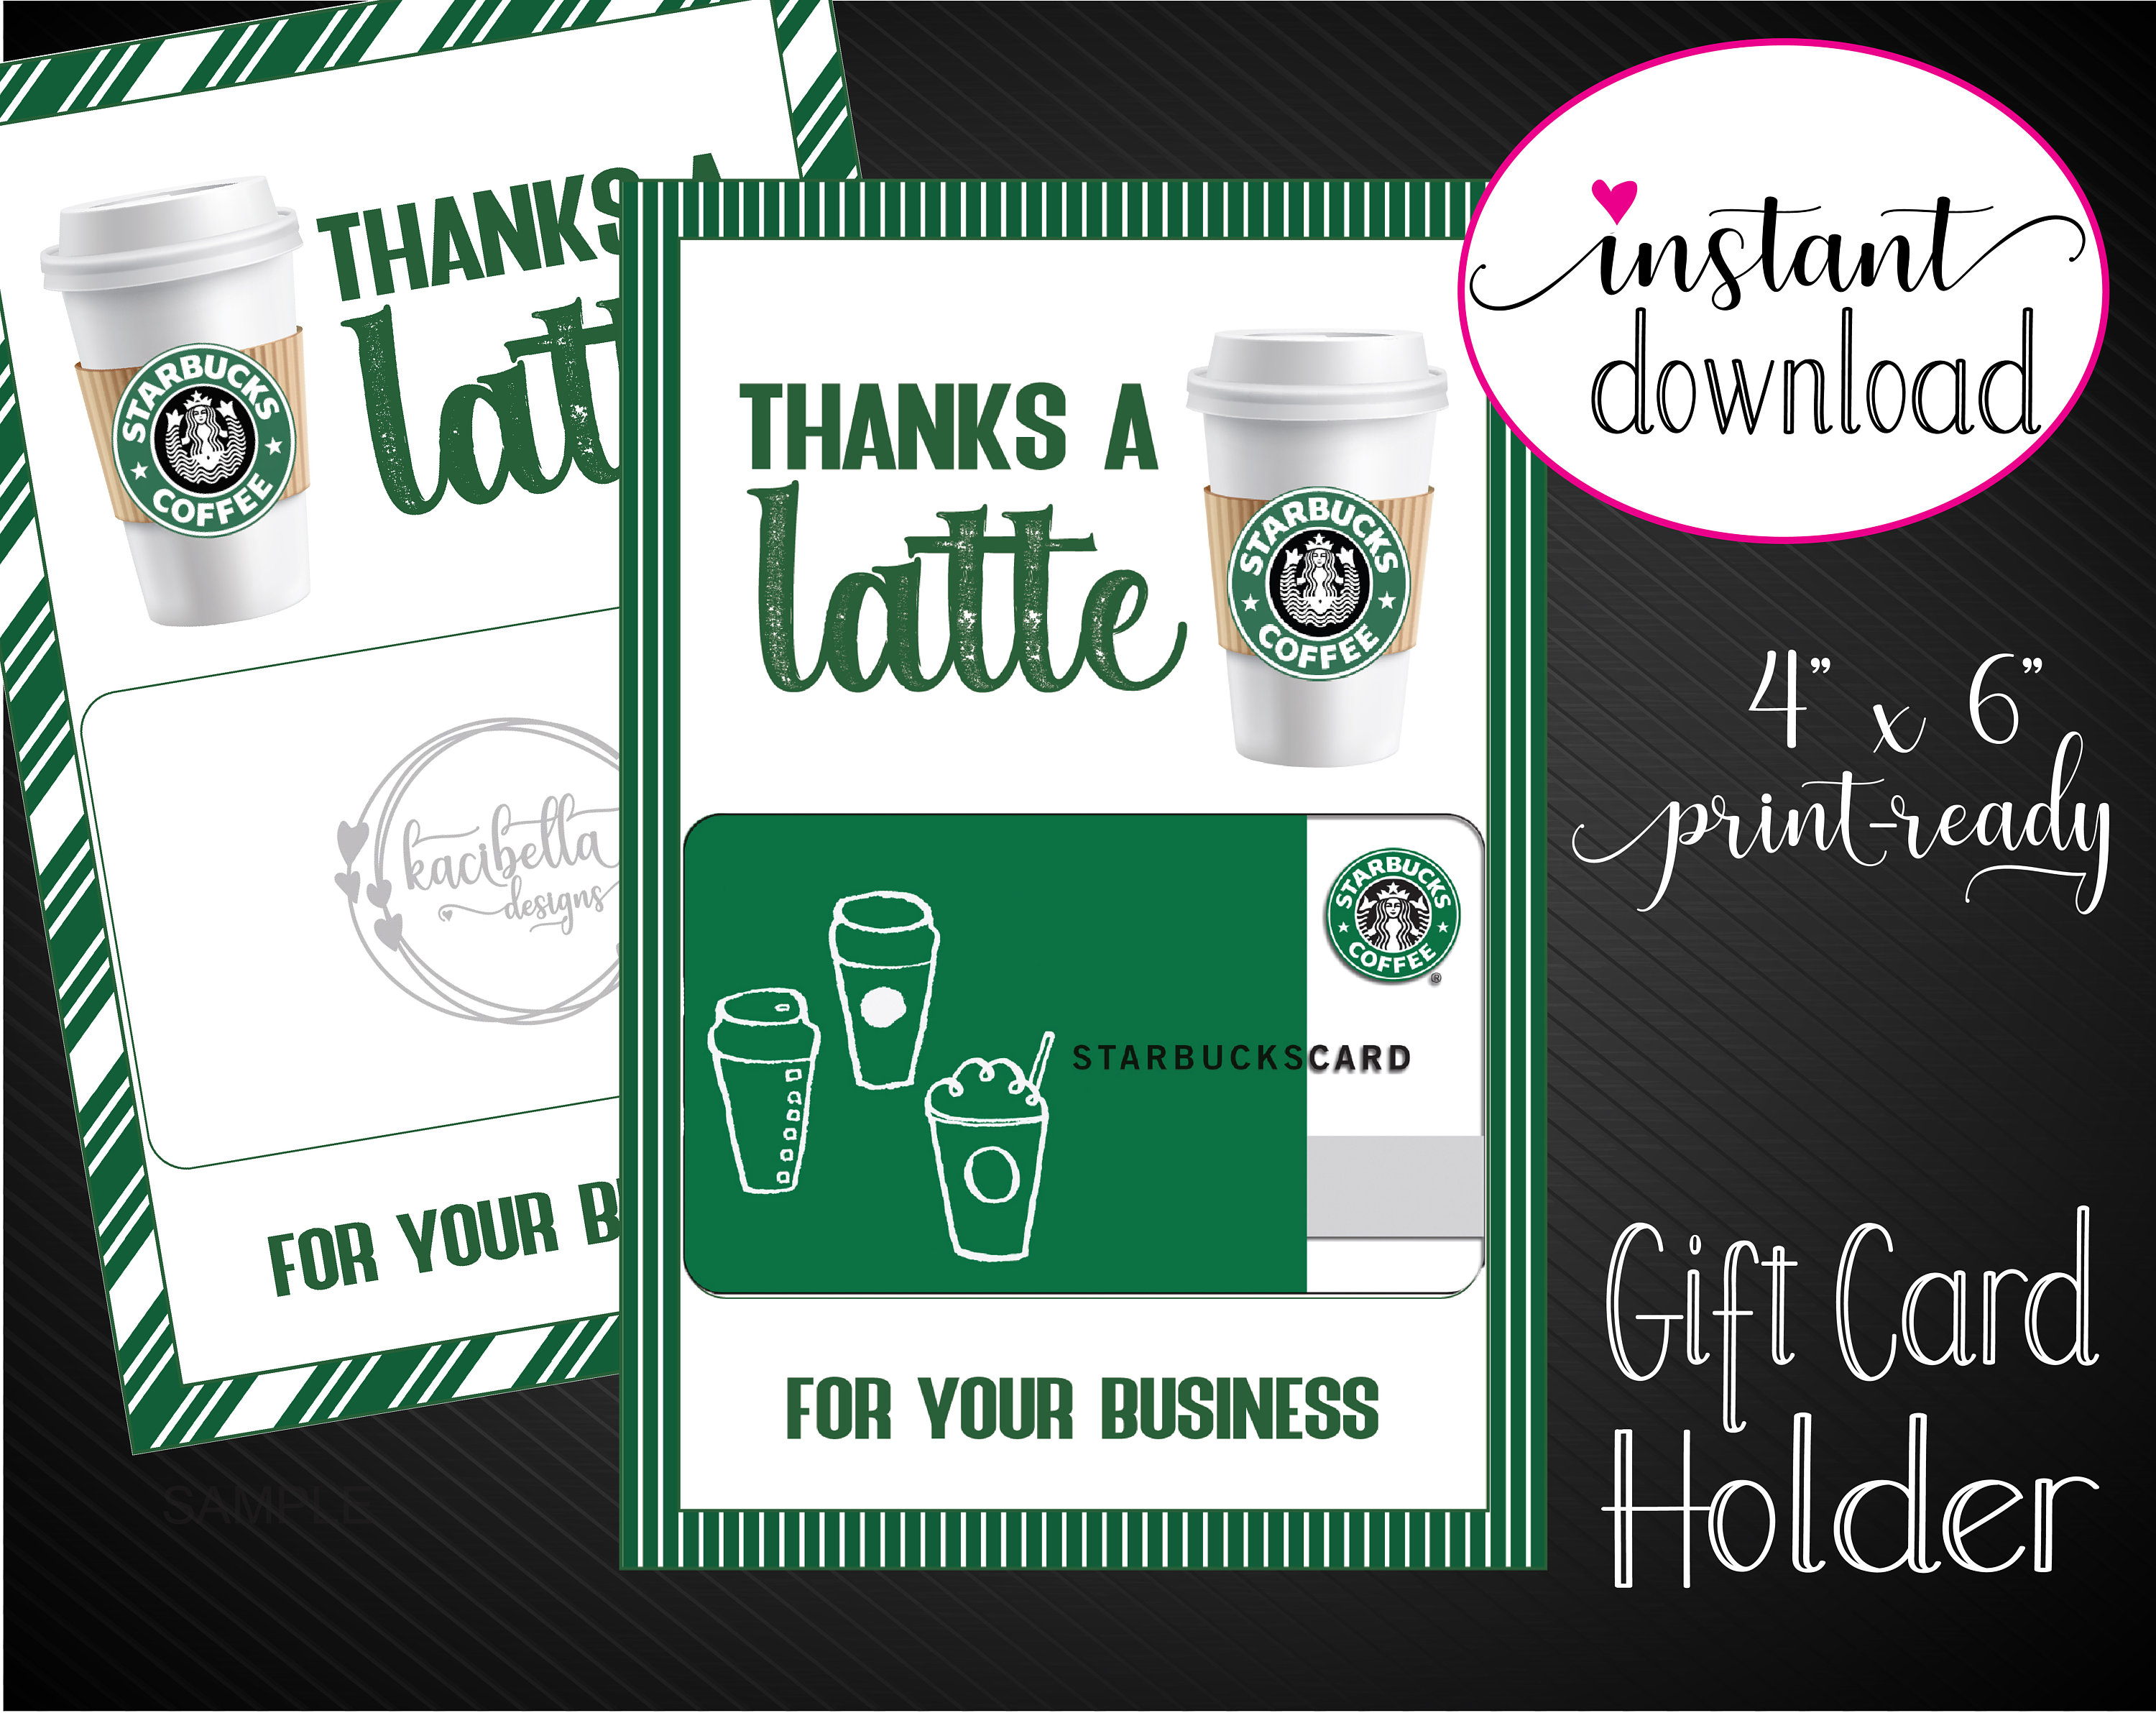 THANKS A
latt
STARBUCKS
COFFEE
kacibella
designs
FOR YOUR B
SAMPLE
THANKS A
latte
STARBUCKS
COFFEE
STARBUCKS
COFFEE
®
STARBUCKSCARD
FOR YOUR BUSINESS
instant
download
4” x 6”
print-ready
Gift Card
Holder